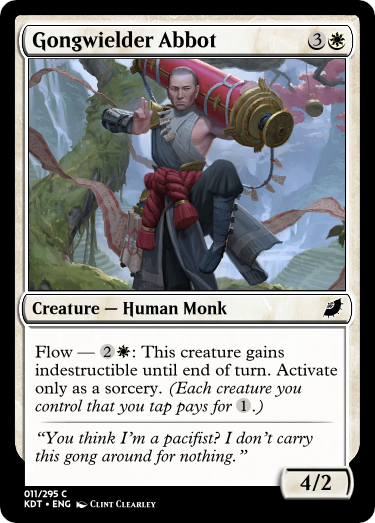 Gongwielder Abbot 3
Creature — Human Monk
Flow — 2: This creature gains
indestructible until end of turn. Activate
only as a sorcery. (Each creature you
control that you tap pays for 1.)
“You think I’m a pacifist? I don’t carry
this gong around for nothing.”
4/2
011/295 C
KDT • ENG Clint Clearley